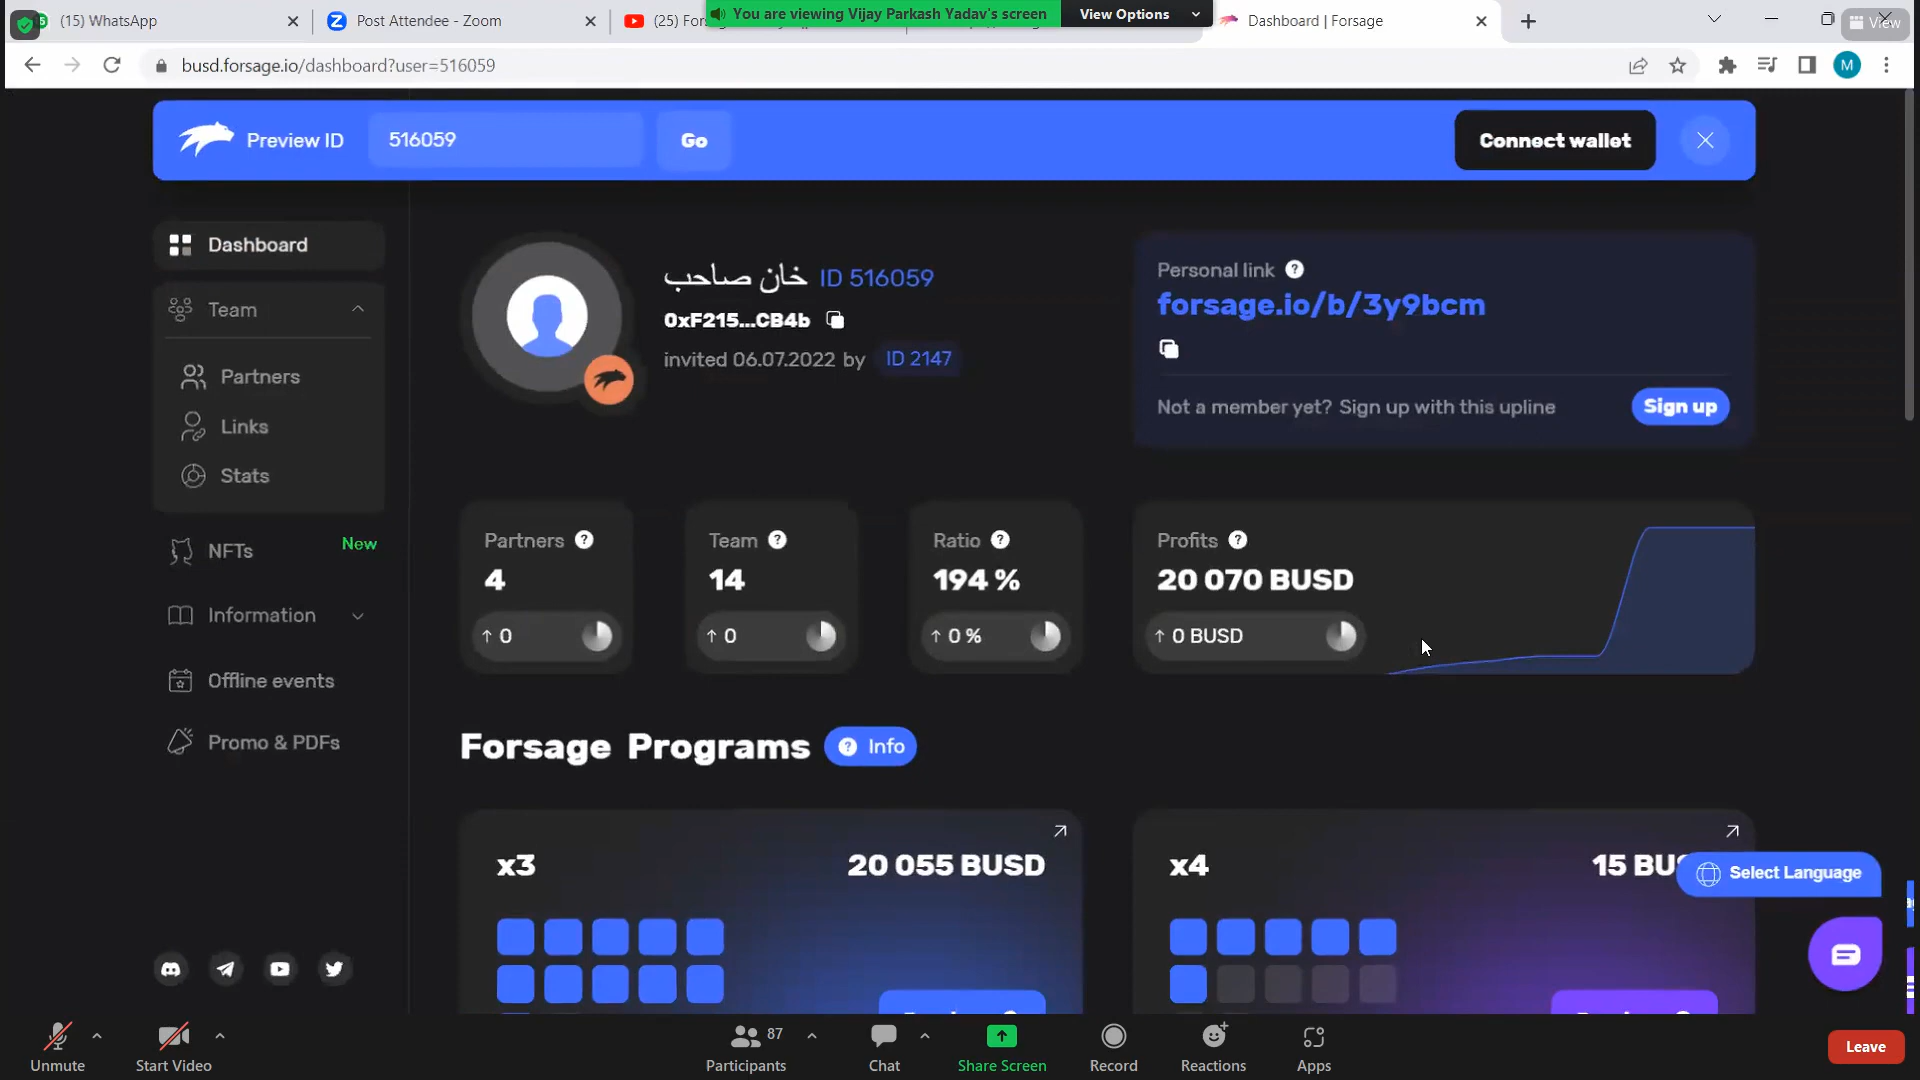 (15) WhatsApp
Post Attendee - Zoom
(25) Fors
You are viewing Vijay Parkash Yadav's screen
View Options
Dashboard | Forsage
View
busd.forsage.io/dashboard?user=516059
M
Preview ID
516059
Go
Connect wallet
Dashboard
Team
Partners
Links
Stats
NFTs
New
Information
Offline events
Promo & PDFs
خان صاحب ID 516059
0xF215...CB4b
invited 06.07.2022 by ID 2147
Personal link
forsage.io/b/3y9bcm
Not a member yet? Sign up with this upline
Sign up
Partners
4
↑ 0
Team
14
↑ 0
Ratio
194 %
↑ 0 %
Profits
20 070 BUSD
↑ 0 BUSD
Forsage Programs
Info
x3
20 055 BUSD
x4
15 BUS
Select Language
Unmute
Start Video
87
Participants
Chat
Share Screen
Record
Reactions
Apps
Leave